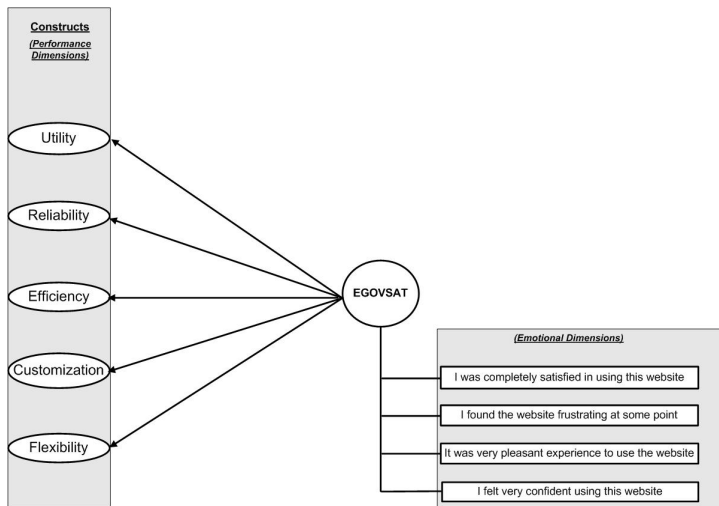 Constructs
(Performance
Dimensions)
Utility
Reliability
Efficiency
Customization
Flexibility
EGOVSAT
(Emotional Dimensions)
I was completely satisfied in using this website
I found the website frustrating at some point
It was very pleasant experience to use the website
I felt very confident using this website